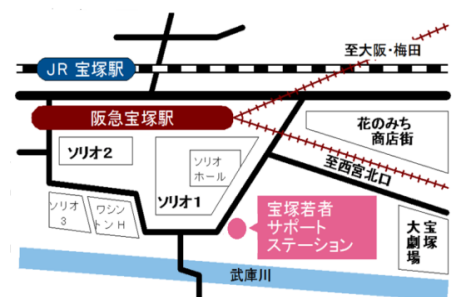 至大阪・梅田
JR 宝塚駅
阪急宝塚駅
花のみち
商店街
ソリオ2
ソリオ
ホール
至西宮北口
ソリオ1
ソリオ
3
ワシン
トンH
宝塚若者
サポート
ステーション
宝塚
大劇場
武庫川